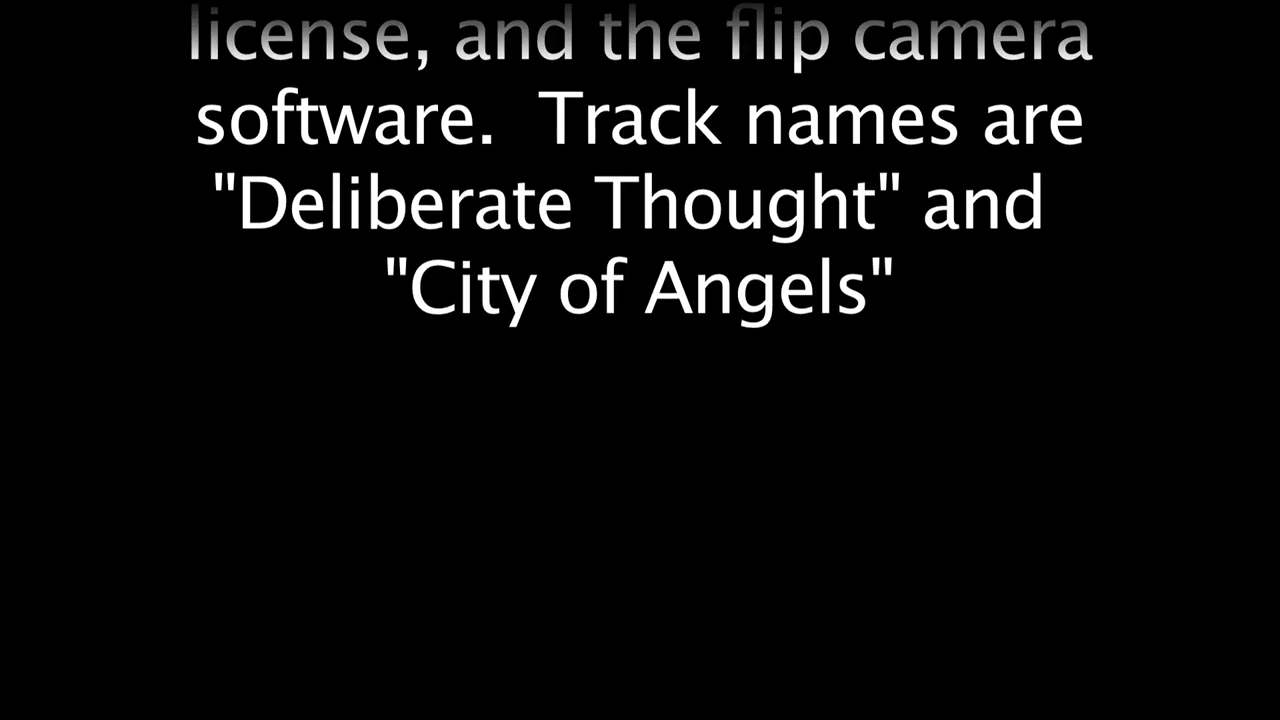 license, and the flip camera
software.  Track names are
"Deliberate Thought" and
"City of Angels"